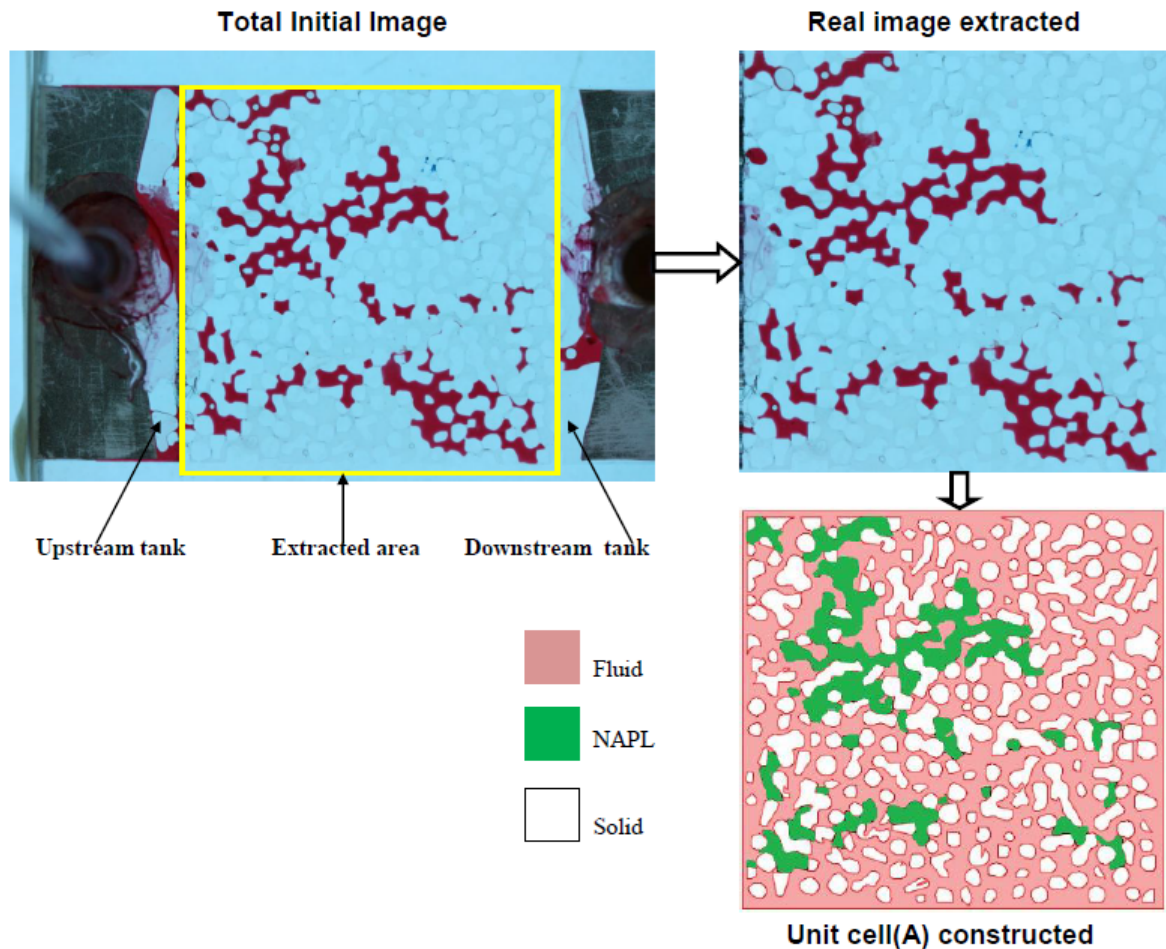 Total Initial Image
Real image extracted
Upstream tank
Extracted area
Downstream tank
Fluid
NAPL
Solid
Unit cell(A) constructed